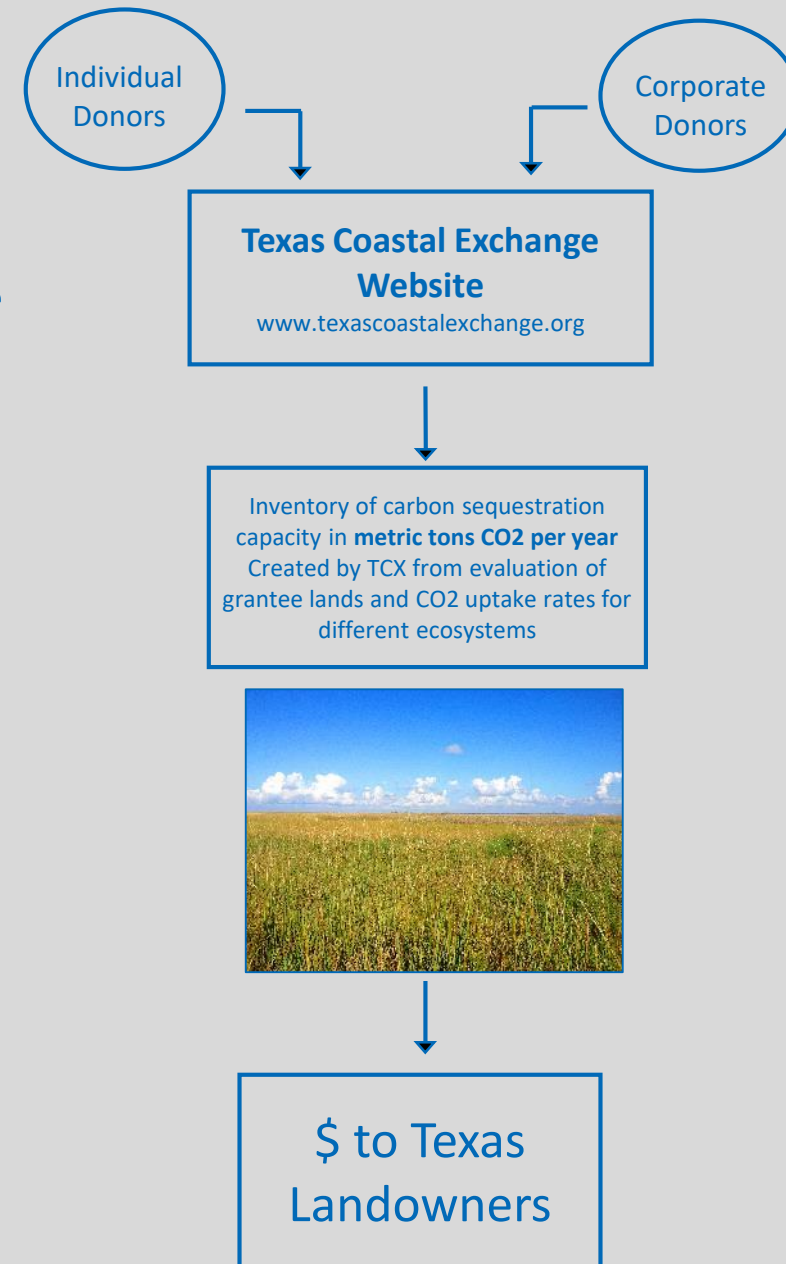 Individual
Donors
Corporate
Donors
Texas Coastal Exchange
Website
www.texascoastalexchange.org
Inventory of carbon sequestration
capacity in metric tons CO2 per year
Created by TCX from evaluation of
grantee lands and CO2 uptake rates for
different ecosystems
$ to Texas
Landowners